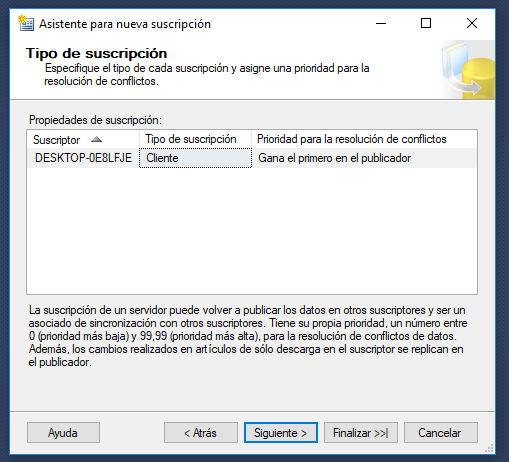 Asistente para nueva suscripción
Tipo de suscripción
Especifique el tipo de cada suscripción y asigne una prioridad para la
resolución de conflictos.
Propiedades de suscripción:
Suscriptor Tipo de suscripción Prioridad para la resolución de conflictos
DESKTOP-0E8LFJE Cliente Gana el primero en el publicador
La suscripción de un servidor puede volver a publicar los datos en otros suscriptores y ser un
asociado de sincronización con otros suscriptores. Tiene su propia prioridad, un número entre
0 (prioridad más baja) y 99,99 (prioridad más alta), para la resolución de conflictos de datos.
Además, los cambios realizados en artículos de sólo descarga en el suscriptor se replican en
el publicador.
Ayuda < Atrás Siguiente > Finalizar >>| Cancelar